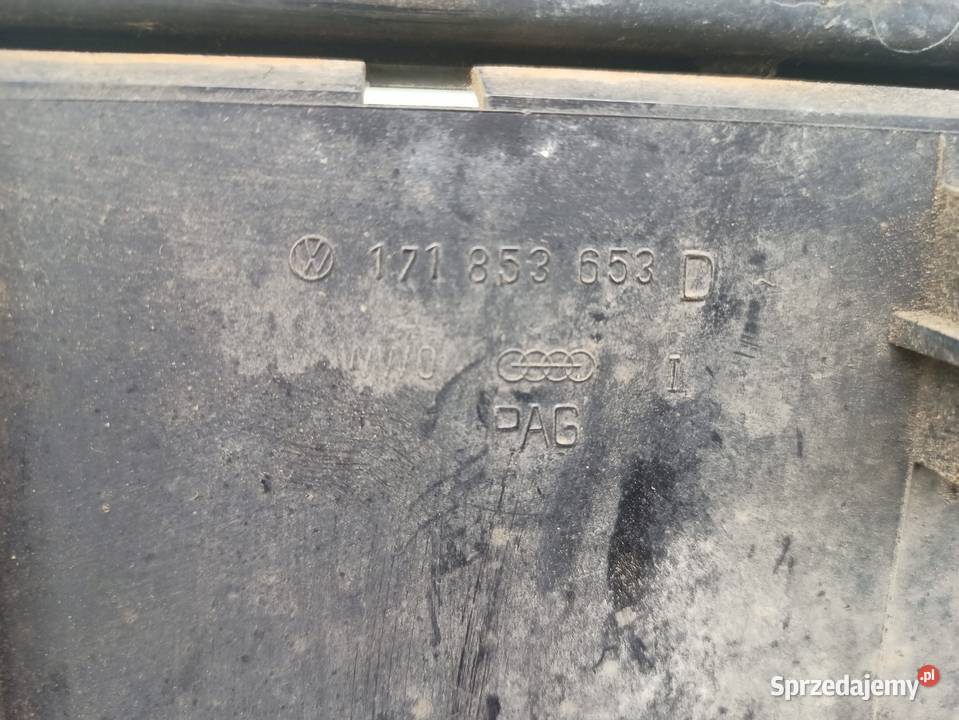 171 853 653 D
I
PAG
Sprzedajemy.pl